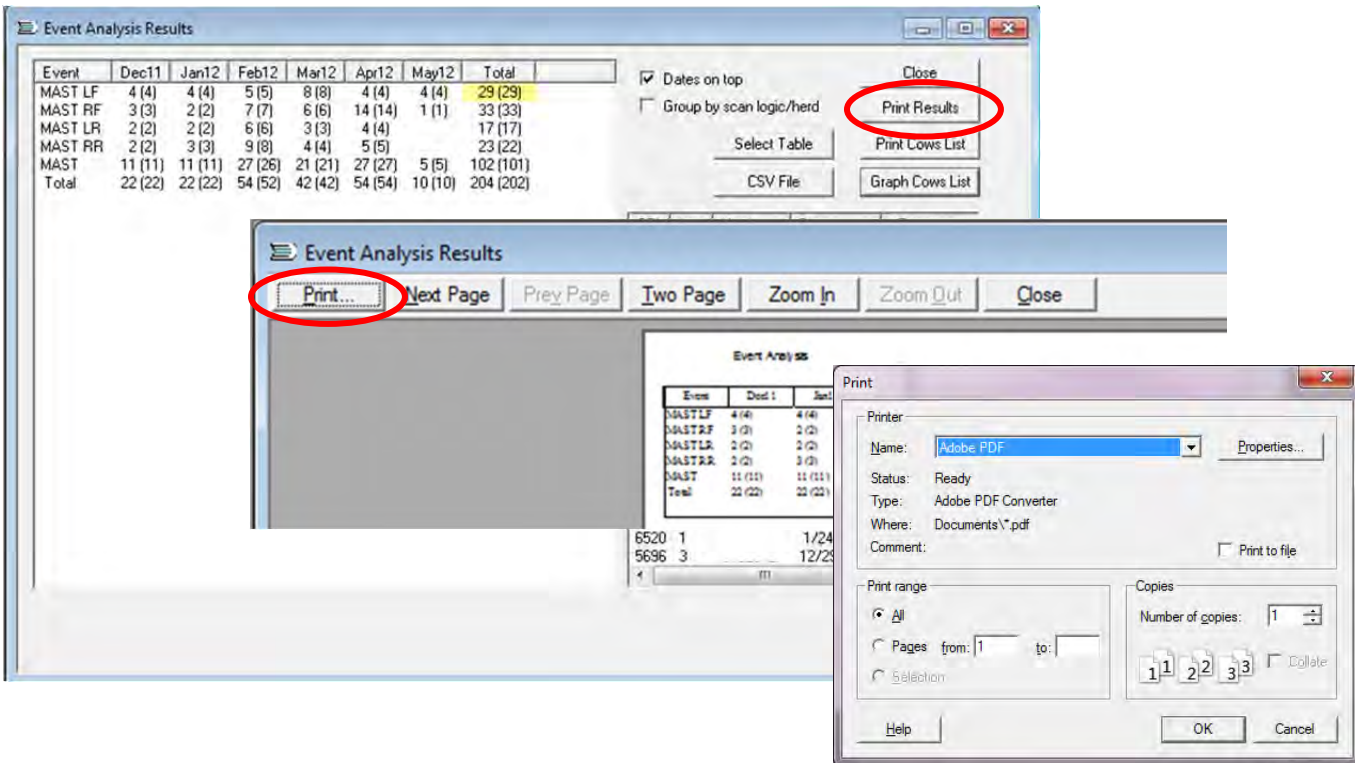 Event Analysis Results
Event Dec11 Jan12 Feb12 Mar12 Apr12 May12 Total
MAST LF 4 (4) 4 (4) 5 (5) 8 (8) 4 (4) 4 (4) 29 (29)
MAST RF 3 (3) 2 (2) 7 (7) 6 (6) 14 (14) 1 (1) 33 (33)
MAST LR 2 (2) 2 (2) 6 (6) 3 (3) 4 (4) 17 (17)
MAST RR 2 (2) 3 (3) 9 (8) 4 (4) 5 (5) 23 (22)
MAST 11 (11) 11 (11) 27 (26) 21 (21) 27 (27) 5 (5) 102 (101)
Total 22 (22) 22 (22) 54 (52) 42 (42) 54 (54) 10 (10) 204 (202)
Dates on top
Group by scan logic/herd
Close
Print Results
Select Table
Print Cows List
CSV File
Graph Cows List
Event Analysis Results
Print... Next Page Prev Page Two Page Zoom In Zoom Out Close
Event Analysis
Event Dec11
MASTLF 4 (4) 4 (4)
MASTRF 3 (3) 2 (2)
MASTLR 2 (2) 2 (2)
MASTRR 2 (2) 3 (3)
MAST 11 (11) 11 (11)
Total 22 (22) 22 (22)
6520 1 1/24
5696 3 12/29
Print
Printer
Name: Adobe PDF Properties...
Status: Ready
Type: Adobe PDF Converter
Where: Documents\*.pdf
Comment:
Print to file
Print range
All
Pages from: 1 to:
Selection
Copies
Number of copies: 1
1 1 2 2 3 3
Collate
Help
OK
Cancel